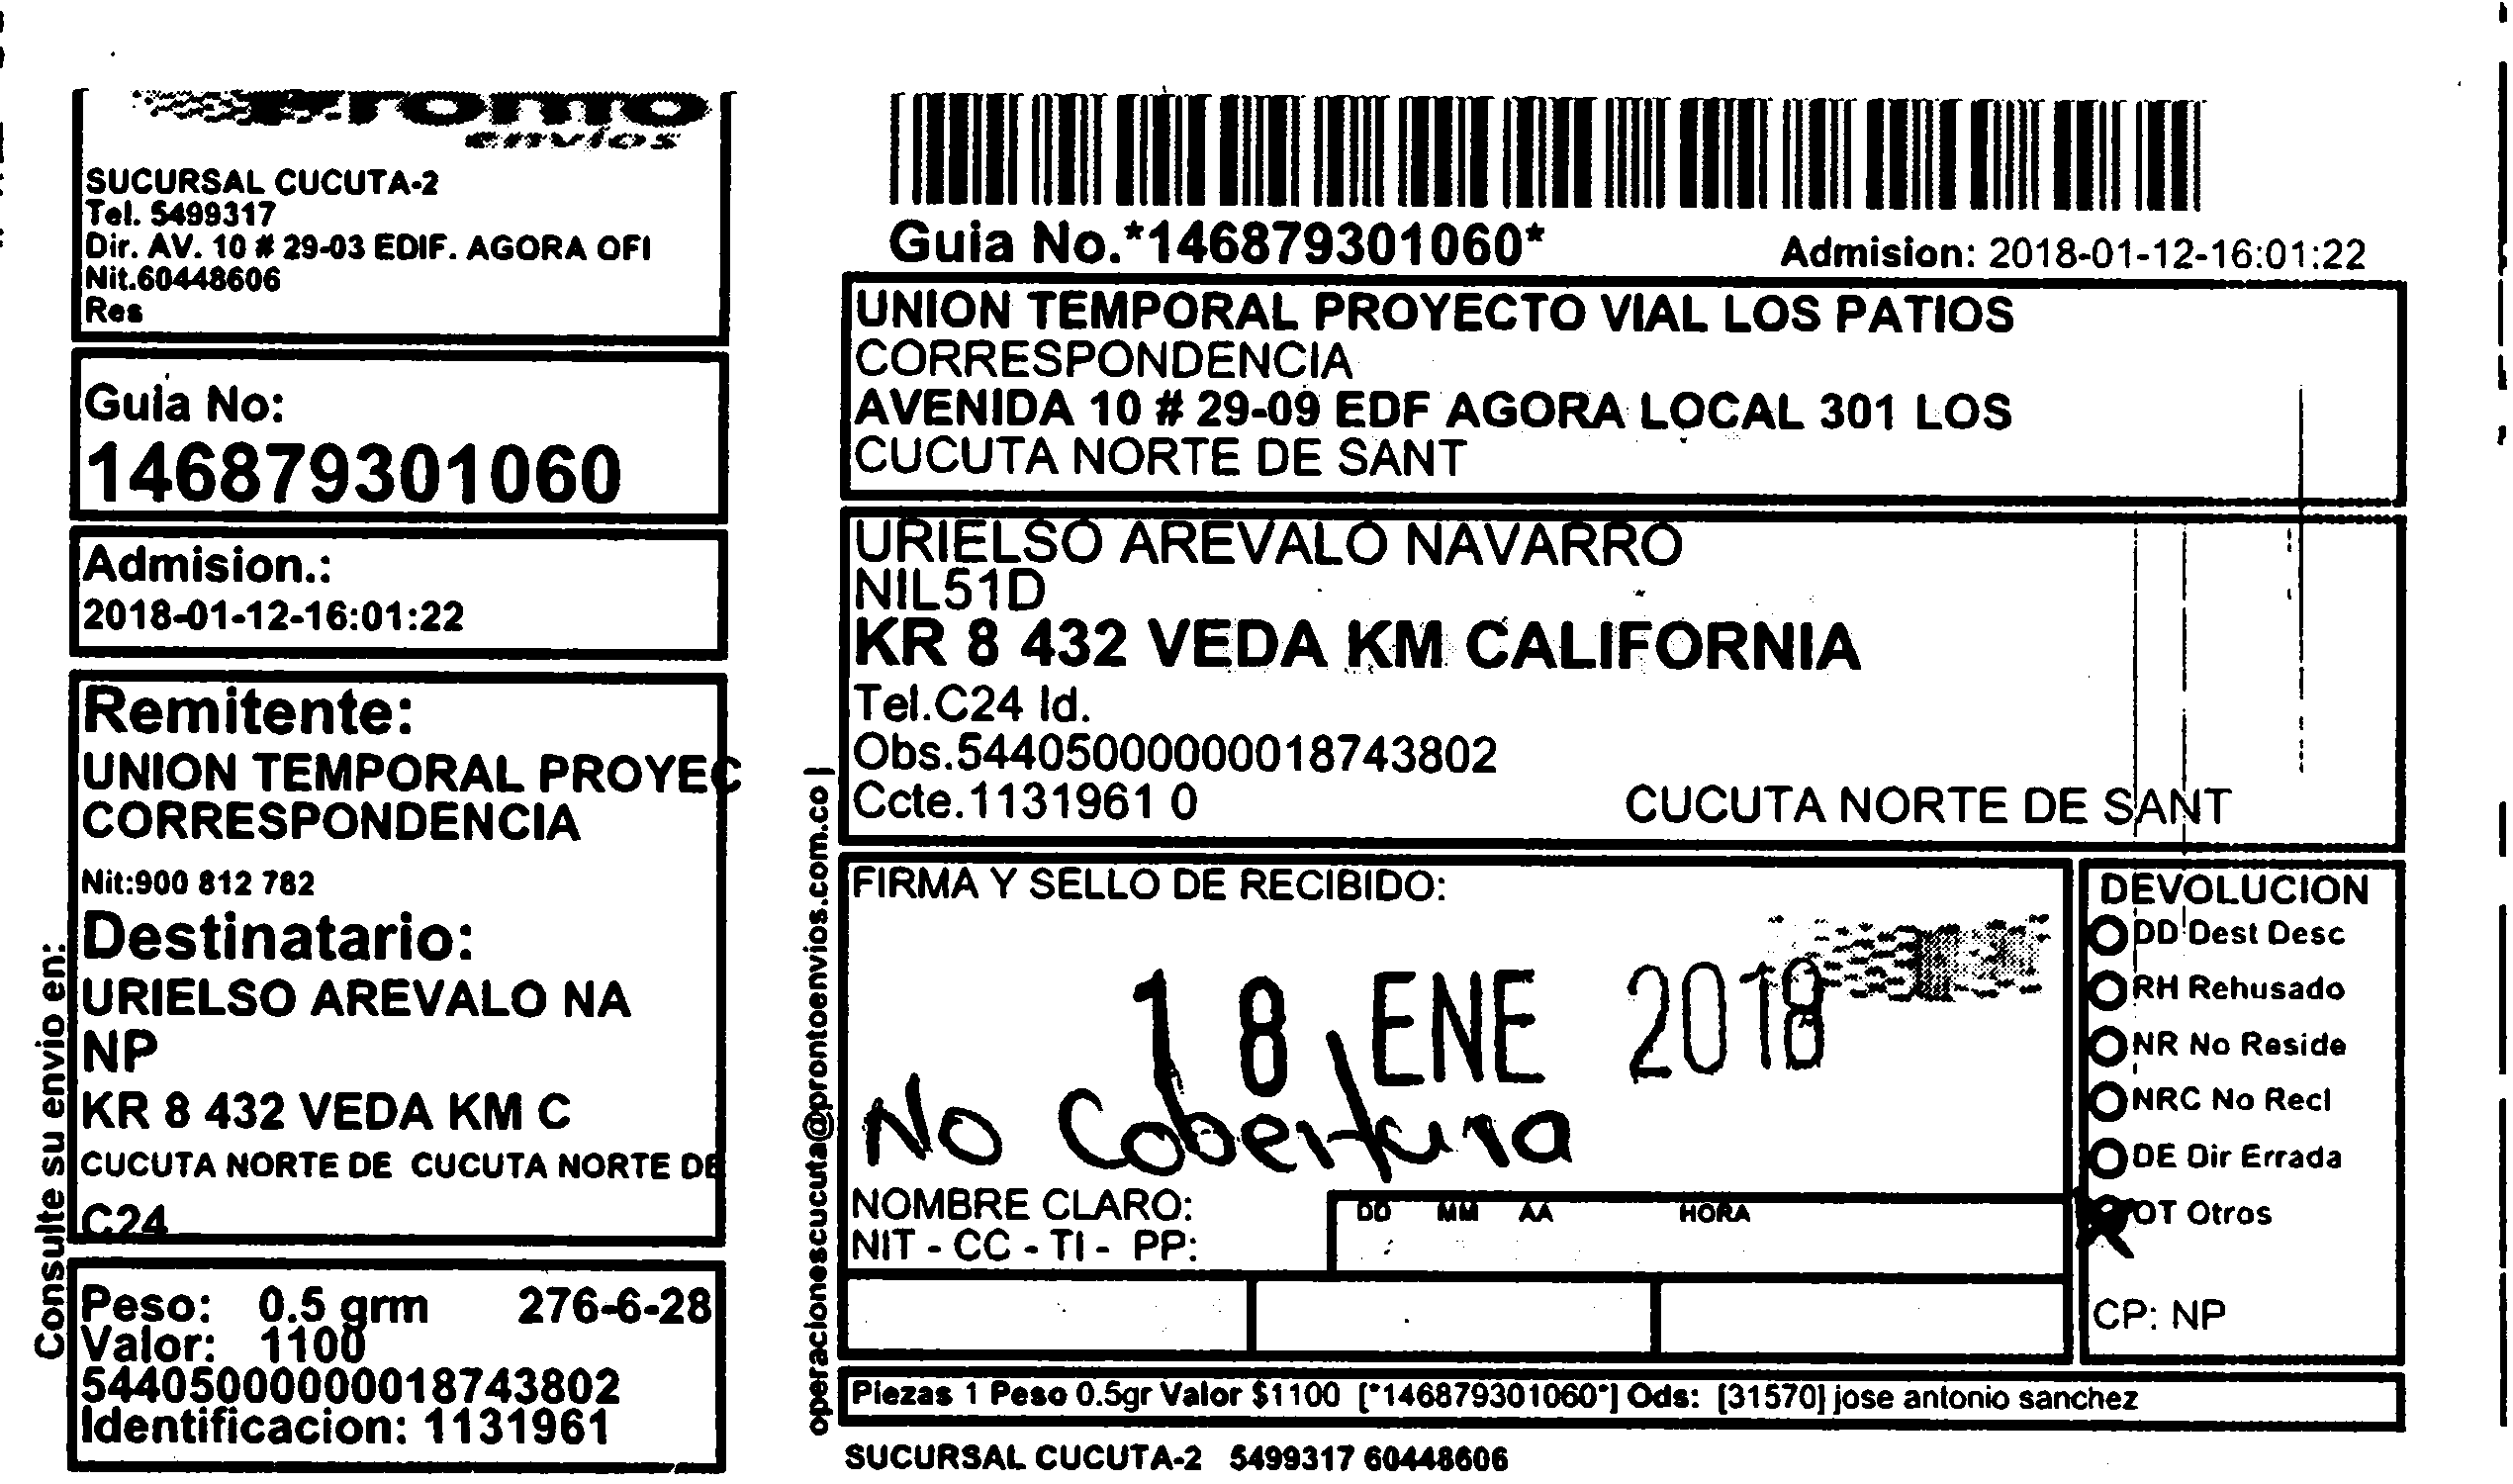 Pronto
envíos
SUCURSAL CUCUTA-2
Tel. 5499317
Dir. AV. 10 # 29-03 EDIF. AGORA OFI
Nit.60448606
Res
Guia No:
146879301060
Admision.:
2018-01-12-16:01:22
Remitente:
UNION TEMPORAL PROYEC
CORRESPONDENCIA
Nit:900 812 782
Destinatario:
URIELSO AREVALO NA
NP
KR 8 432 VEDA KM C
CUCUTA NORTE DE CUCUTA NORTE DE
C24
Peso: 0.5 grm 276-6-28
Valor: 1100
54405000000018743802
Identificacion: 1131961
Consulte su envio en:
operacionescucuta@prontoenvios.com.co |
Guia No.*146879301060*
Admision: 2018-01-12-16:01:22
UNION TEMPORAL PROYECTO VIAL LOS PATIOS
CORRESPONDENCIA
AVENIDA 10 # 29-09 EDF AGORA LOCAL 301 LOS
CUCUTA NORTE DE SANT
URIELSO AREVALO NAVARRO
NIL51D
KR 8 432 VEDA KM CALIFORNIA
Tel.C24 Id.
Obs.54405000000018743802
Ccte.1131961 0 CUCUTA NORTE DE SANT
FIRMA Y SELLO DE RECIBIDO:
18 ENE 2018
No Cobertura
NOMBRE CLARO:
NIT - CC - TI - PP:
DD MM AA HORA
DEVOLUCION
DD Dest Desc
RH Rehusado
NR No Reside
NRC No Recl
DE Dir Errada
OT Otros
CP: NP
Piezas 1 Peso 0.5gr Valor $1100 [*146879301060*] Ods: [31570] jose antonio sanchez
SUCURSAL CUCUTA-2 5499317 60448606